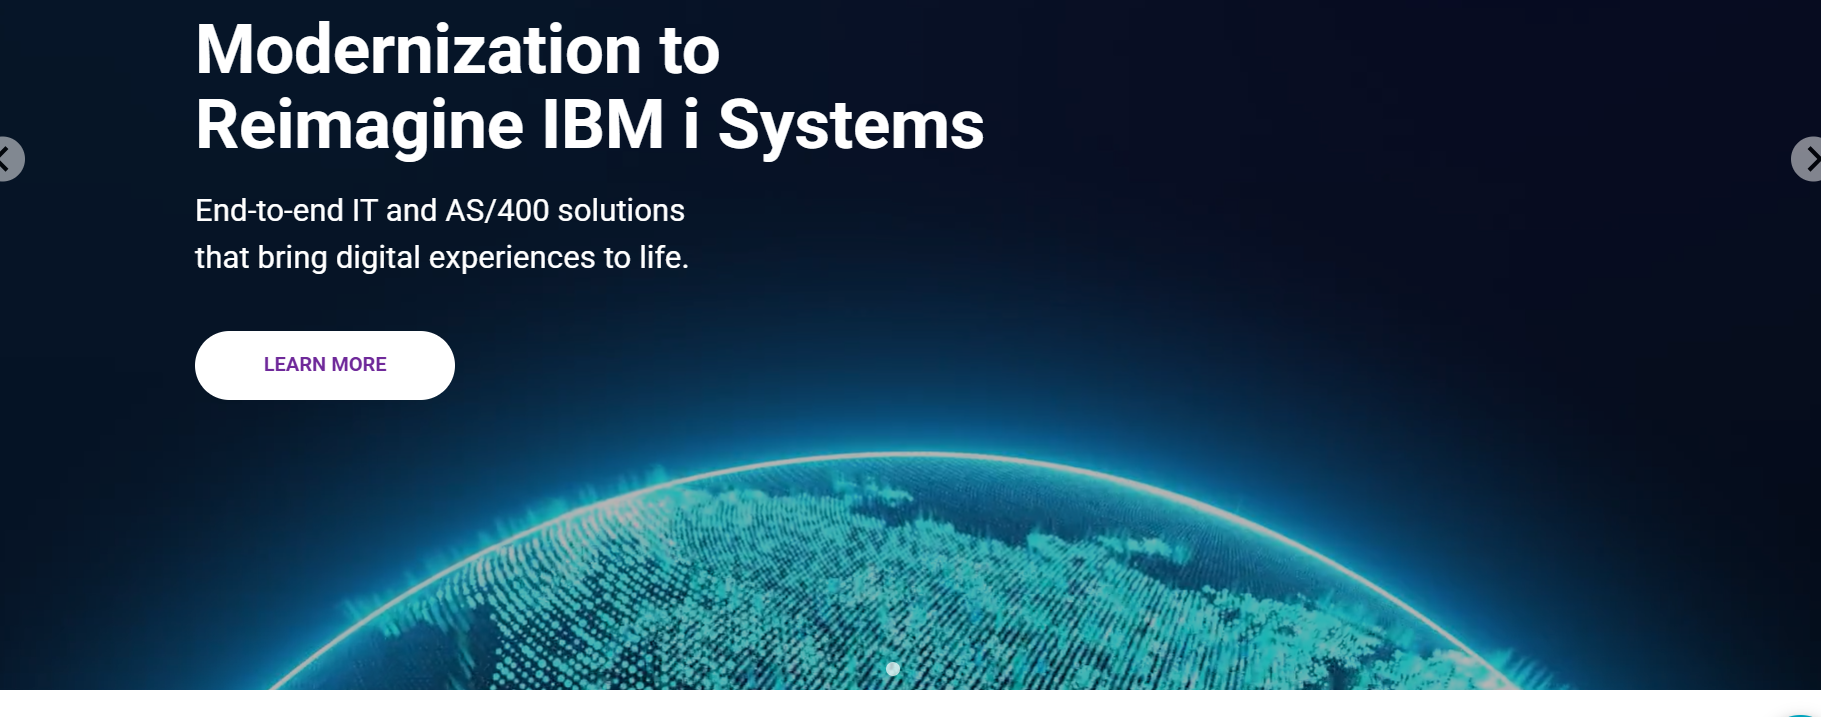 Modernization to
Reimagine IBM i Systems
End-to-end IT and AS/400 solutions
that bring digital experiences to life.
LEARN MORE